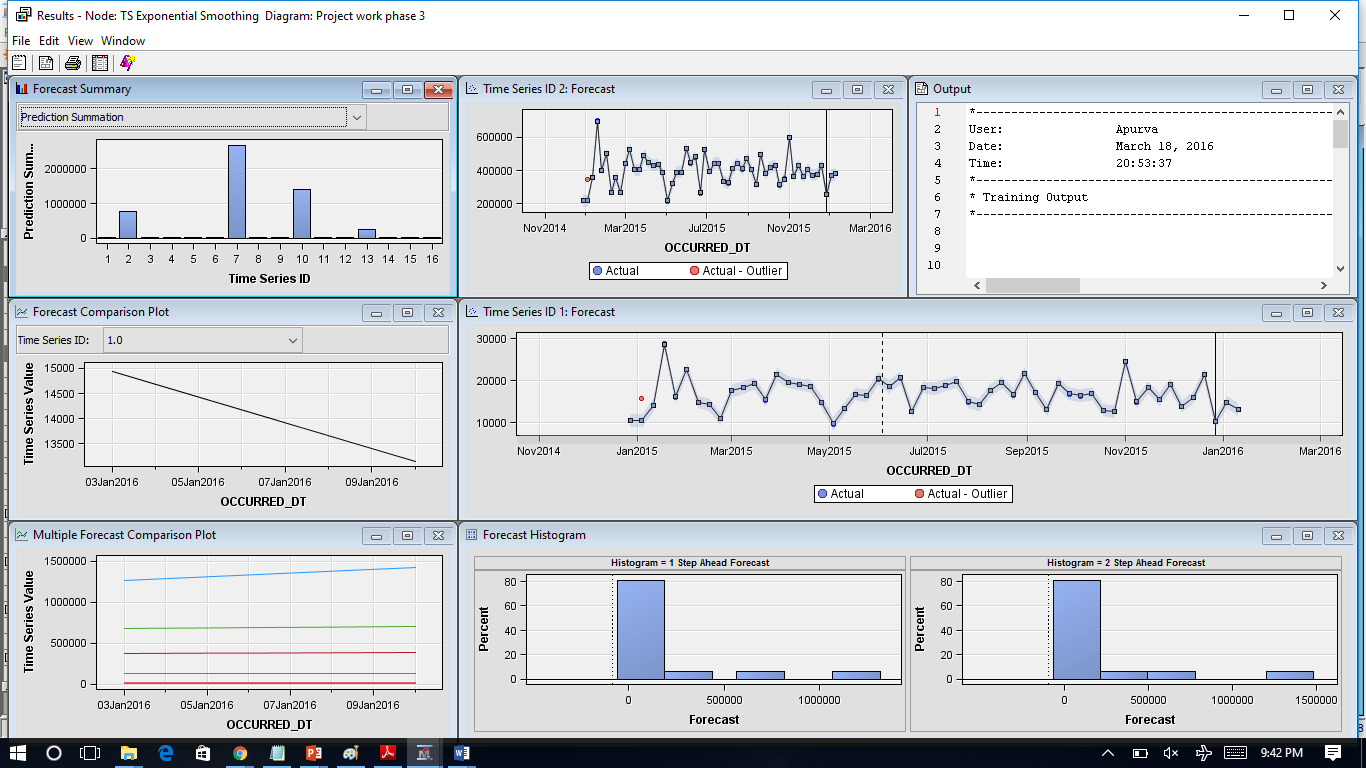 Results - Node: TS Exponential Smoothing Diagram: Project work phase 3
File Edit View Window
Forecast Summary
Prediction Summation
Prediction Sum...
2000000
1000000
0
1 2 3 4 5 6 7 8 9 10 11 12 13 14 15 16
Time Series ID
Time Series ID 2: Forecast
600000
400000
200000
Nov2014 Mar2015 Jul2015 Nov2015 Mar2016
OCCURRED_DT
Actual Actual - Outlier
Output
1 *------------------------------------------------------------
2 User: Apurva
3 Date: March 18, 2016
4 Time: 20:53:37
5 *------------------------------------------------------------
6 * Training Output
7 *------------------------------------------------------------
8
9
10
Forecast Comparison Plot
Time Series ID: 1.0
Time Series Value
15000
14500
14000
13500
03Jan2016 05Jan2016 07Jan2016 09Jan2016
OCCURRED_DT
Time Series ID 1: Forecast
30000
20000
10000
Nov2014 Jan2015 Mar2015 May2015 Jul2015 Sep2015 Nov2015 Jan2016 Mar2016
OCCURRED_DT
Actual Actual - Outlier
Multiple Forecast Comparison Plot
Time Series Value
1500000
1000000
500000
0
03Jan2016 05Jan2016 07Jan2016 09Jan2016
OCCURRED_DT
Forecast Histogram
Histogram = 1 Step Ahead Forecast
Percent
80
60
40
20
0
0 500000 1000000
Forecast
Histogram = 2 Step Ahead Forecast
Percent
80
60
40
20
0
0 500000 1000000 1500000
Forecast
9:42 PM